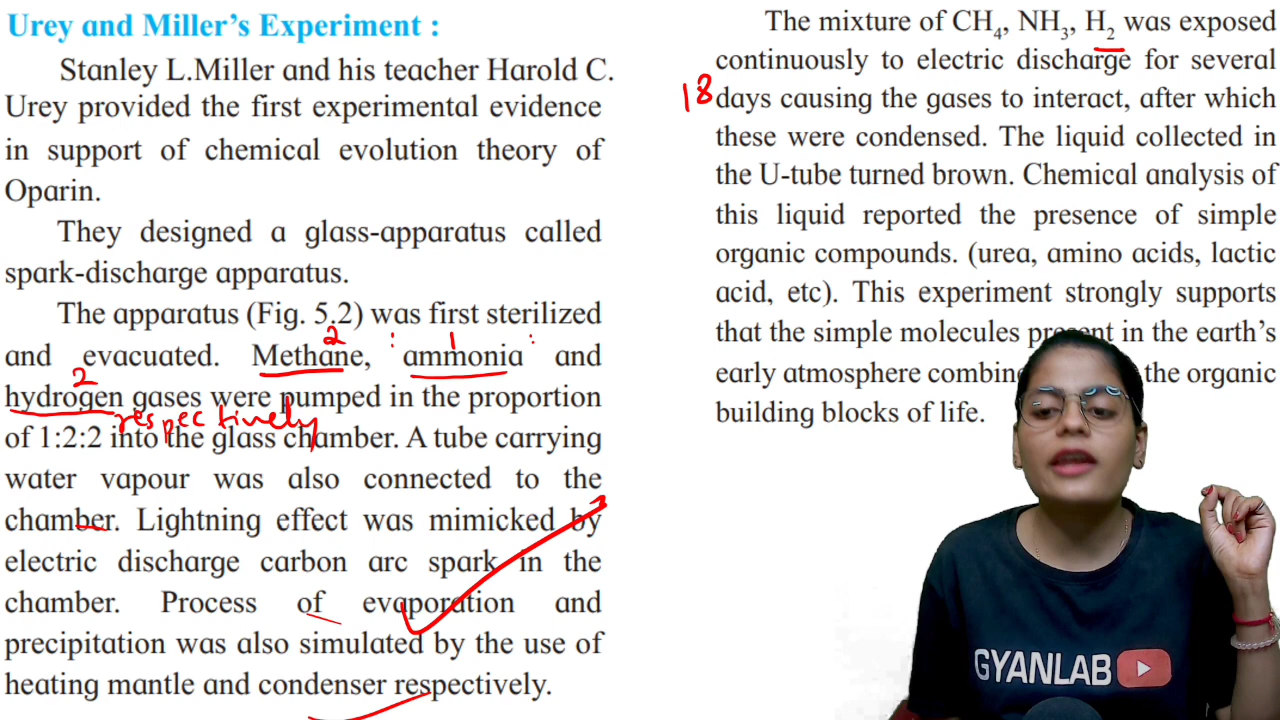 Urey and Miller's Experiment :
Stanley L.Miller and his teacher Harold C.
Urey provided the first experimental evidence
in support of chemical evolution theory of
Oparin.
They designed a glass-apparatus called
spark-discharge apparatus.
The apparatus (Fig. 5.2) was first sterilized
2 : 1 :
and evacuated. Methane, ammonia and
2
hydrogen gases were pumped in the proportion
respectively
of 1:2:2 into the glass chamber. A tube carrying
water vapour was also connected to the
chamber. Lightning effect was mimicked by
electric discharge carbon arc spark in the
chamber. Process of evaporation and
precipitation was also simulated by the use of
heating mantle and condenser respectively.
The mixture of CH₄, NH₃, H₂ was exposed
continuously to electric discharge for several
18 days causing the gases to interact, after which
these were condensed. The liquid collected in
the U-tube turned brown. Chemical analysis of
this liquid reported the presence of simple
organic compounds. (urea, amino acids, lactic
acid, etc). This experiment strongly supports
that the simple molecules present in the earth's
early atmosphere combin the organic
building blocks of life.
GYANLAB